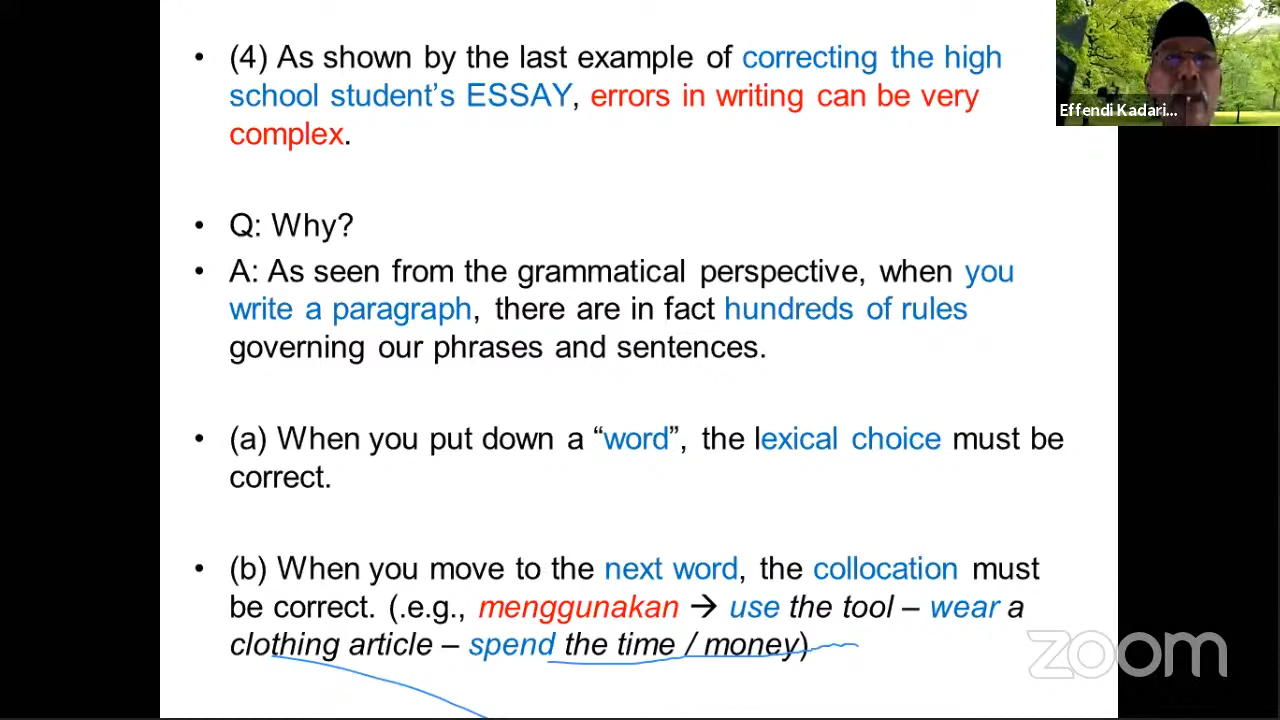 • (4) As shown by the last example of correcting the high
school student's ESSAY, errors in writing can be very
complex.
Effendi Kadari...
• Q: Why?
• A: As seen from the grammatical perspective, when you
write a paragraph, there are in fact hundreds of rules
governing our phrases and sentences.
• (a) When you put down a “word”, the lexical choice must be
correct.
• (b) When you move to the next word, the collocation must
be correct. (.e.g., menggunakan → use the tool – wear a
clothing article – spend the time / money)
zoom